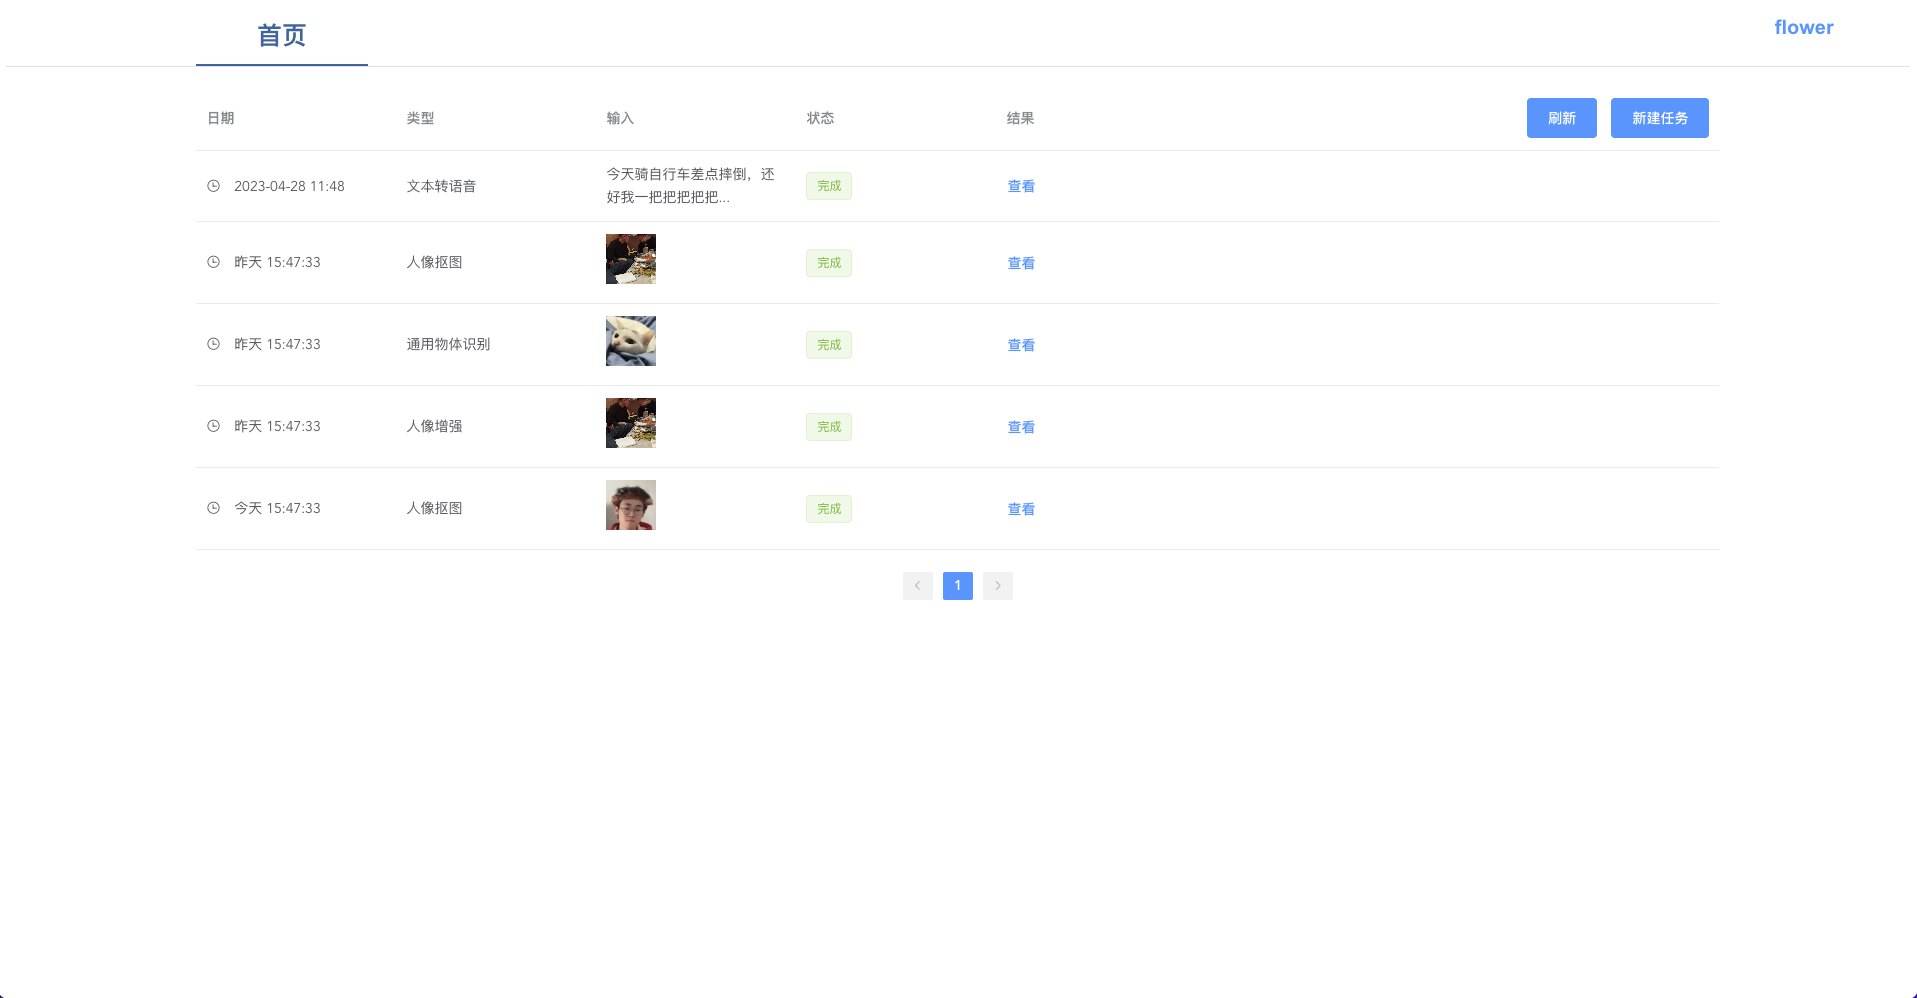 首页
flower
日期 类型 输入 状态 结果 刷新 新建任务
2023-04-28 11:48 文本转语音 今天骑自行车差点摔倒，还 完成 查看
好我一把把把把把...
昨天 15:47:33 人像抠图 完成 查看
昨天 15:47:33 通用物体识别 完成 查看
昨天 15:47:33 人像增强 完成 查看
今天 15:47:33 人像抠图 完成 查看
1